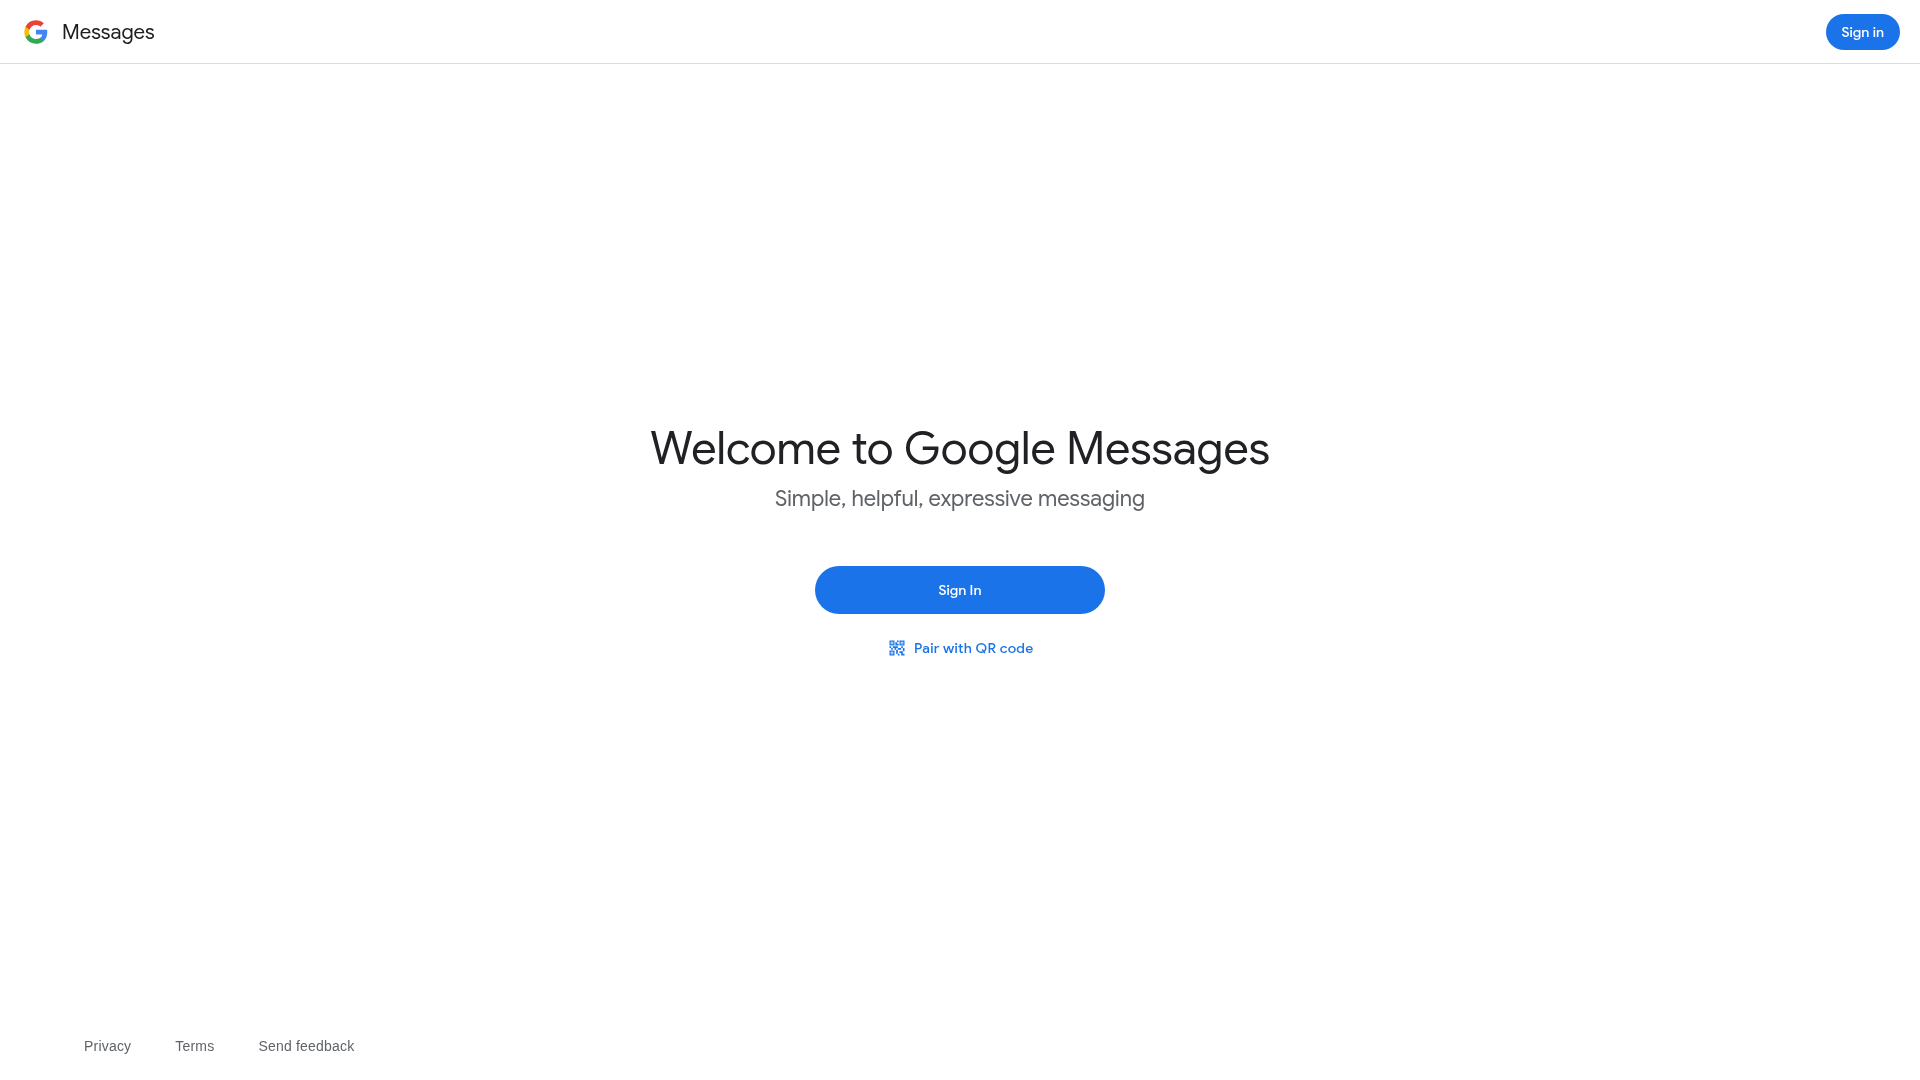 Messages
Sign in
Welcome to Google Messages
Simple, helpful, expressive messaging
Sign In
Pair with QR code
Privacy
Terms
Send feedback